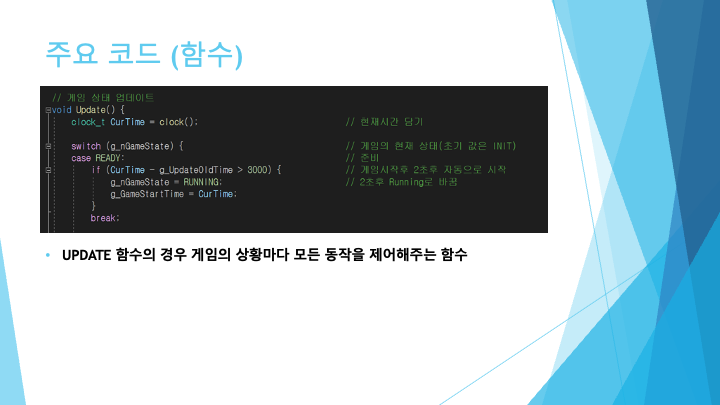 주요 코드 (함수)
// 게임 상태 업데이트
void Update() {
clock_t CurTime = clock(); // 현재시간 담기
switch (g_nGameState) { // 게임의 현재 상태(초기 값은 INIT)
case READY: // 준비
if (CurTime - g_UpdateOldTime > 3000) { // 게임시작후 2초후 자동으로 시작
g_nGameState = RUNNING; // 2초후 Running로 바꿈
g_GameStartTime = CurTime;
}
break;
• UPDATE 함수의 경우 게임의 상황마다 모든 동작을 제어해주는 함수